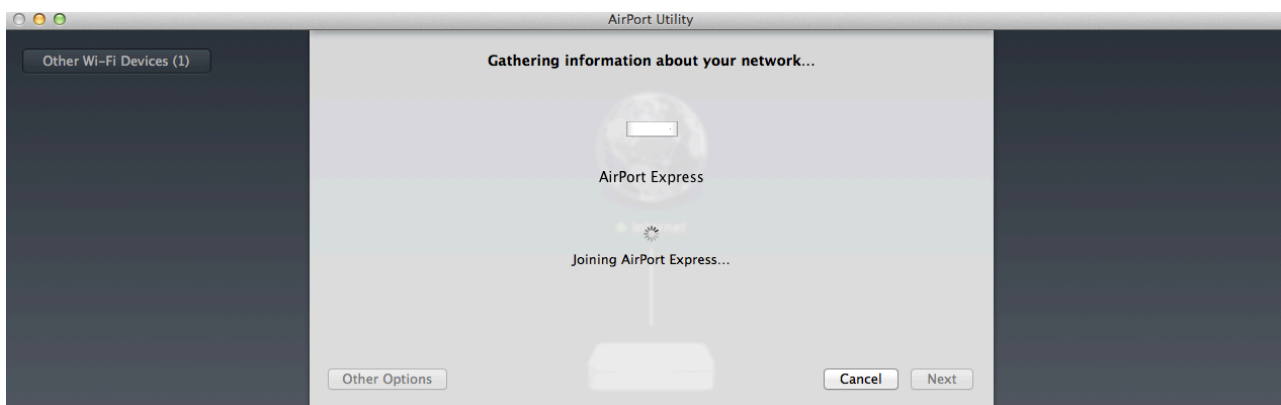 AirPort Utility
Other Wi-Fi Devices (1)
Gathering information about your network...
AirPort Express
Internet
Joining AirPort Express...
Other Options
Cancel
Next